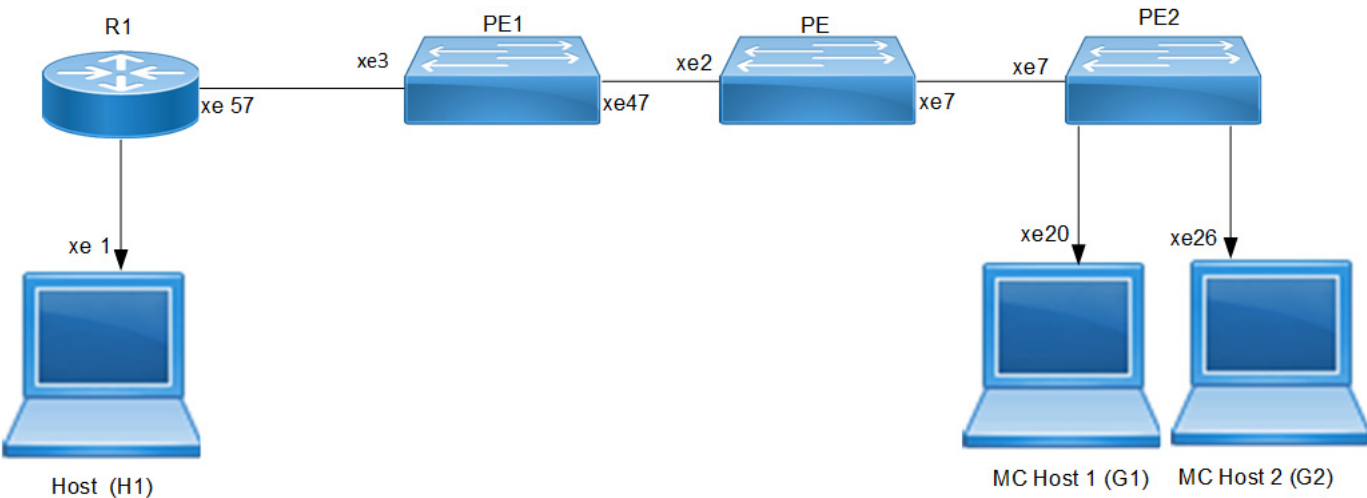 R1
PE1
PE
PE2
xe 57
xe3
xe47
xe2
xe7
xe7
xe 1
xe20
xe26
Host (H1)
MC Host 1 (G1)
MC Host 2 (G2)